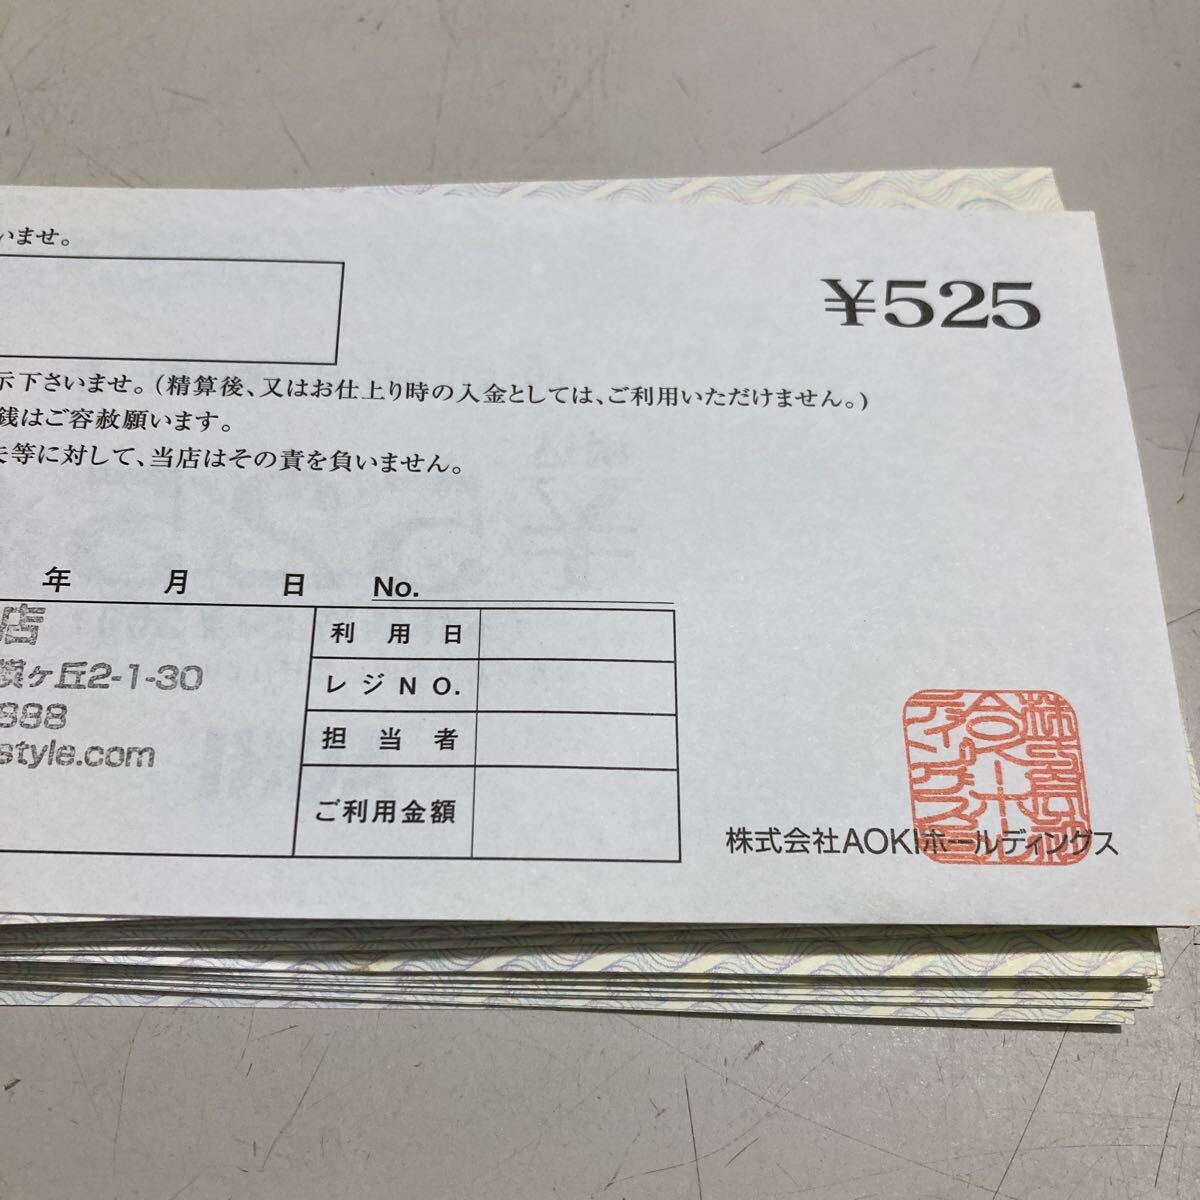 いませ。
¥525
示下さいませ。(精算後、又はお仕上り時の入金としては、ご利用いただけません。)
銭はご容赦願います。
失等に対して、当店はその責を負いません。
年 月 日 No.
店
ヶ丘2-1-30
888
style.com
利用日
レジNO.
担当者
ご利用金額
株式会社AOKIホールディングス